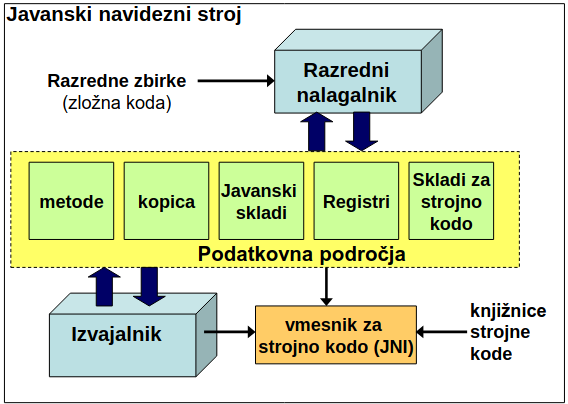 Javanski navidezni stroj
Razredne zbirke
(zložna koda)
Razredni
nalagalnik
metode
kopica
Javanski
skladi
Registri
Skladi za
strojno
kodo
Podatkovna področja
Izvajalnik
vmesnik za
strojno kodo (JNI)
knjižnice
strojne
kode